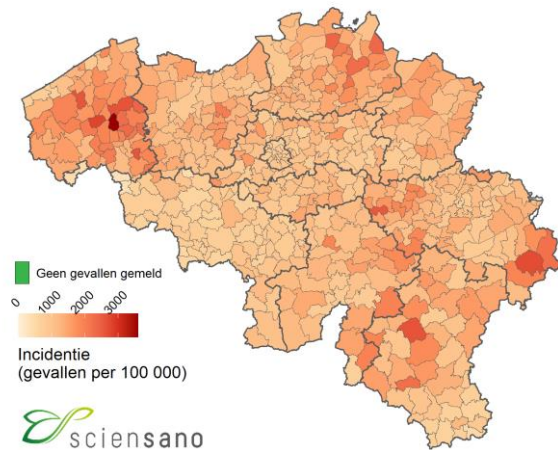 Geen gevallen gemeld
0 1000 2000 3000
Incidentie
(gevallen per 100 000)
sciensano